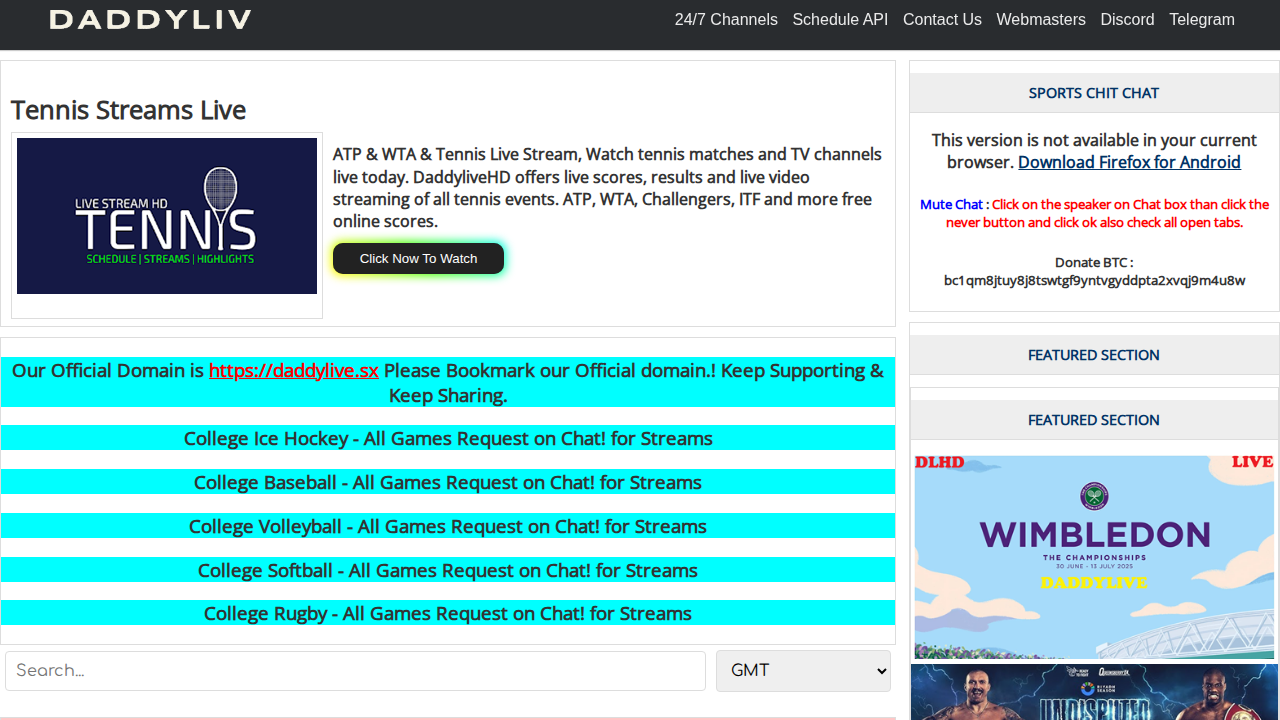 DADDYLIV
24/7 Channels Schedule API Contact Us Webmasters Discord Telegram
Tennis Streams Live
LIVE STREAM HD
TENNIS
SCHEDULE | STREAMS | HIGHLIGHTS
ATP & WTA & Tennis Live Stream, Watch tennis matches and TV channels
live today. DaddyliveHD offers live scores, results and live video
streaming of all tennis events. ATP, WTA, Challengers, ITF and more free
online scores.
Click Now To Watch
Our Official Domain is https://daddylive.sx Please Bookmark our Official domain.! Keep Supporting &
Keep Sharing.
College Ice Hockey - All Games Request on Chat! for Streams
College Baseball - All Games Request on Chat! for Streams
College Volleyball - All Games Request on Chat! for Streams
College Softball - All Games Request on Chat! for Streams
College Rugby - All Games Request on Chat! for Streams
Search...
GMT
SPORTS CHIT CHAT
This version is not available in your current
browser. Download Firefox for Android
Mute Chat : Click on the speaker on Chat box than click the
never button and click ok also check all open tabs.
Donate BTC :
bc1qm8jtuy8j8tswtgf9yntvgyddpta2xvqj9m4u8w
FEATURED SECTION
FEATURED SECTION
DLHD LIVE
WIMBLEDON
THE CHAMPIONSHIPS
30 JUNE - 13 JULY 2025
DADDYLIVE
RIYADH
SEASON
UNDISPUTED